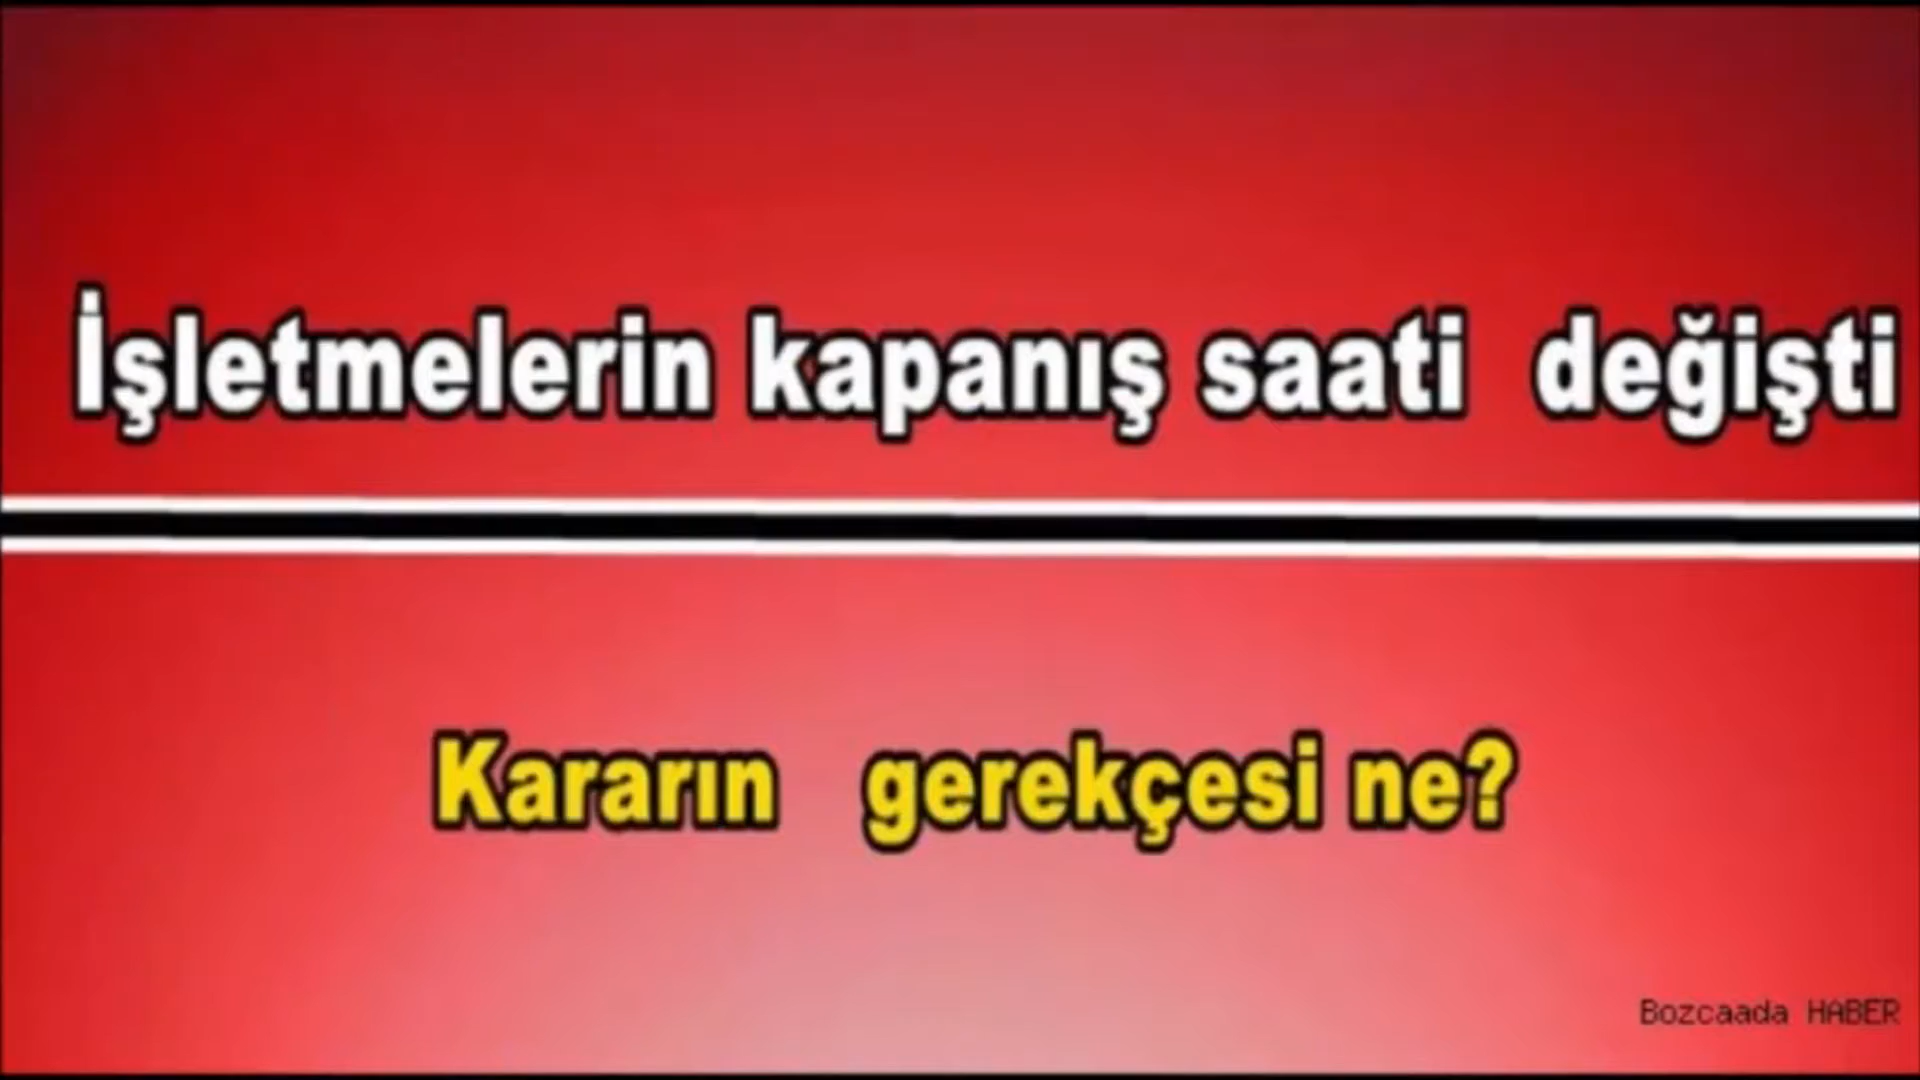 İşletmelerin kapanış saati değişti
Kararın gerekçesi ne?
Bozcaada HABER